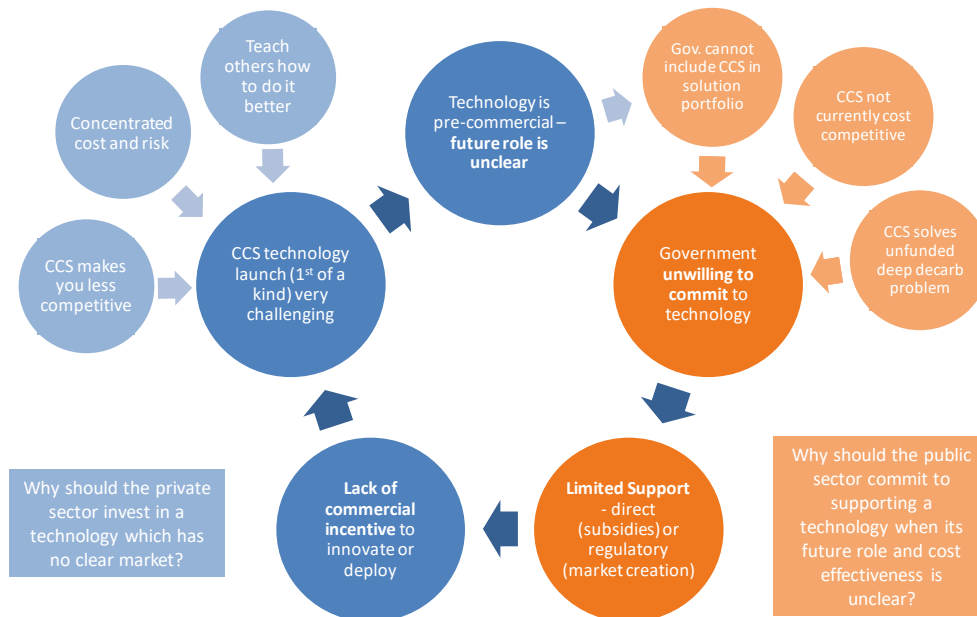 Teach
others how
to do it
better
Concentrated
cost and risk
CCS makes
you less
competitive
CCS technology
launch (1st of a
kind) very
challenging
Technology is
pre-commercial –
future role is
unclear
Gov. cannot
include CCS in
solution
portfolio
CCS not
currently cost
competitive
CCS solves
unfunded
deep decarb
problem
Government
unwilling to
commit to
technology
Limited Support
- direct
(subsidies) or
regulatory
(market creation)
Lack of
commercial
incentive to
innovate or
deploy
Why should the private
sector invest in a
technology which has
no clear market?
Why should the public
sector commit to
supporting a
technology when its
future role and cost
effectiveness is
unclear?